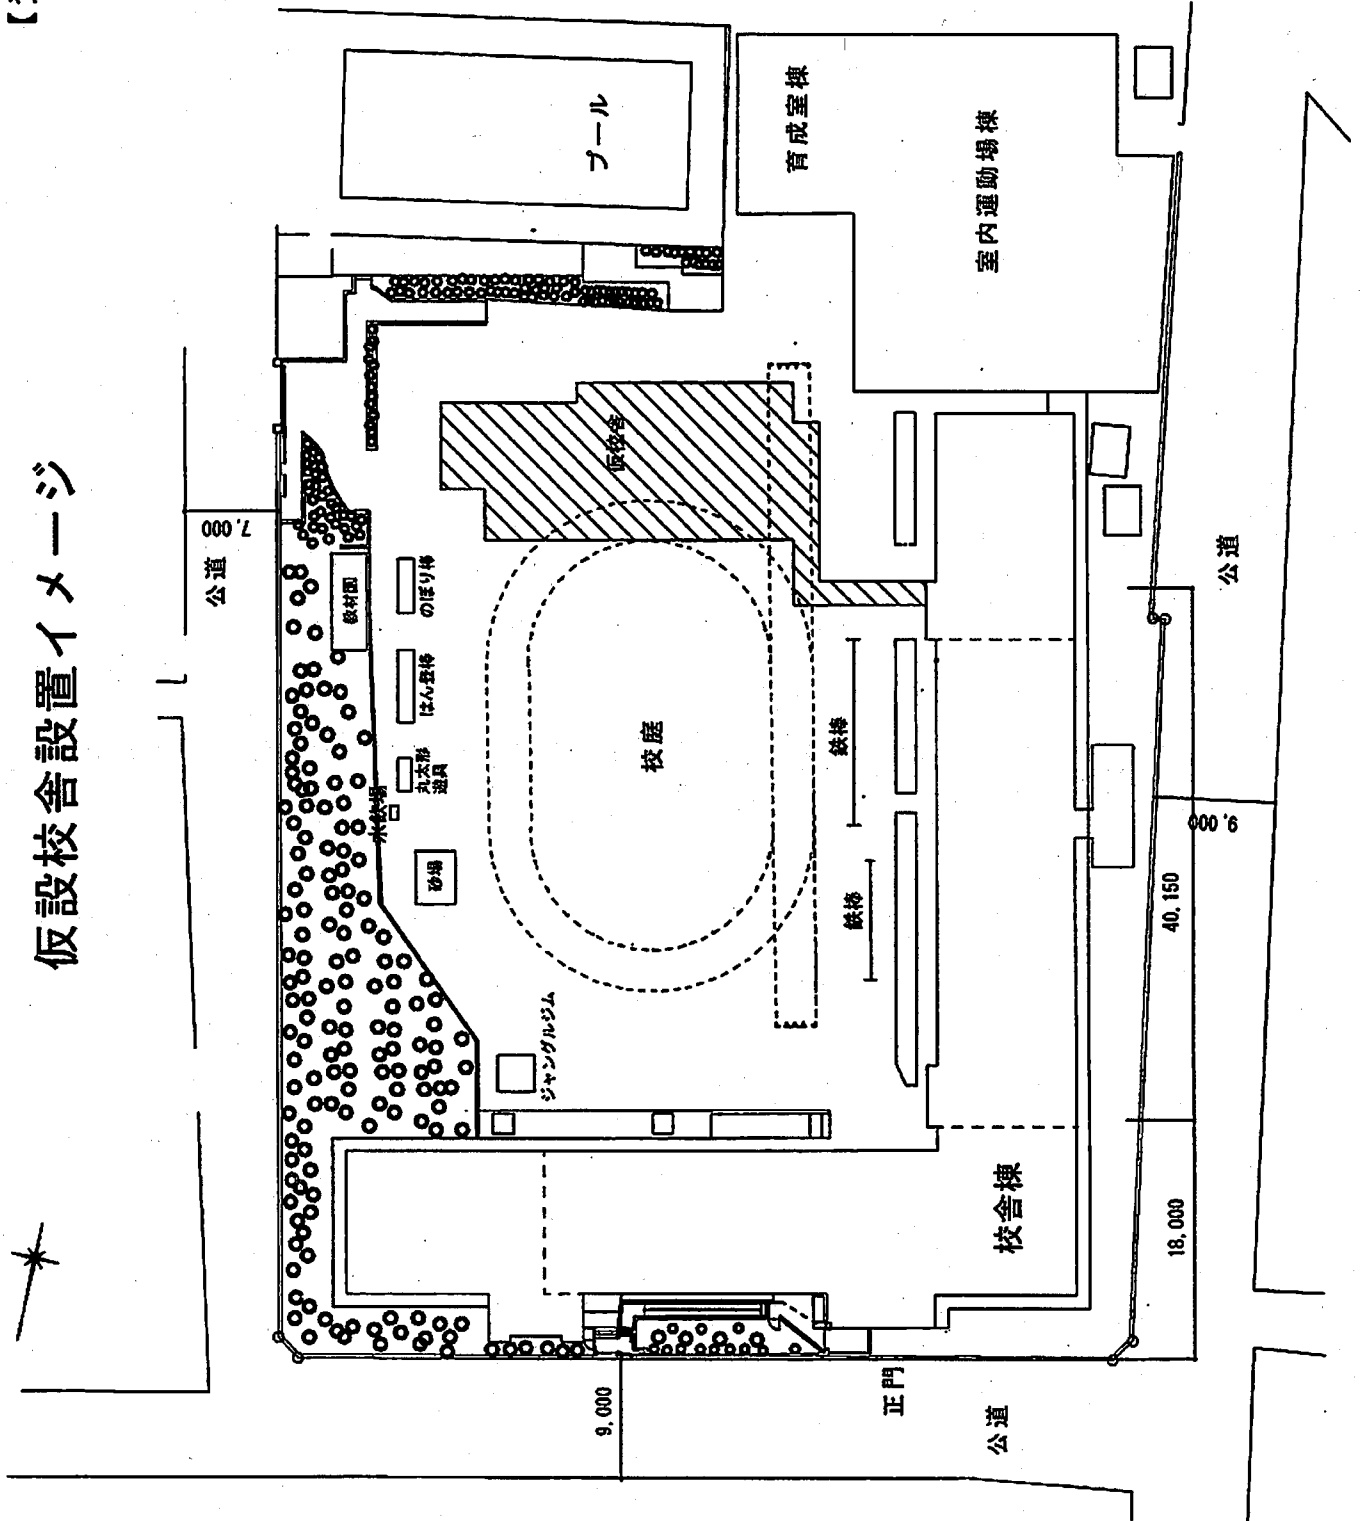 仮設校舎設置イメージ
プール
育成室棟
室内運動場棟
仮校舎
7,000
公道
教材園
のぼり棒
はん登棒
丸太形
遊具
水飲場
砂場
校庭
鉄棒
鉄棒
ジャングルジム
公道
9,000
40,150
18,000
校舎棟
正門
公道
9,000